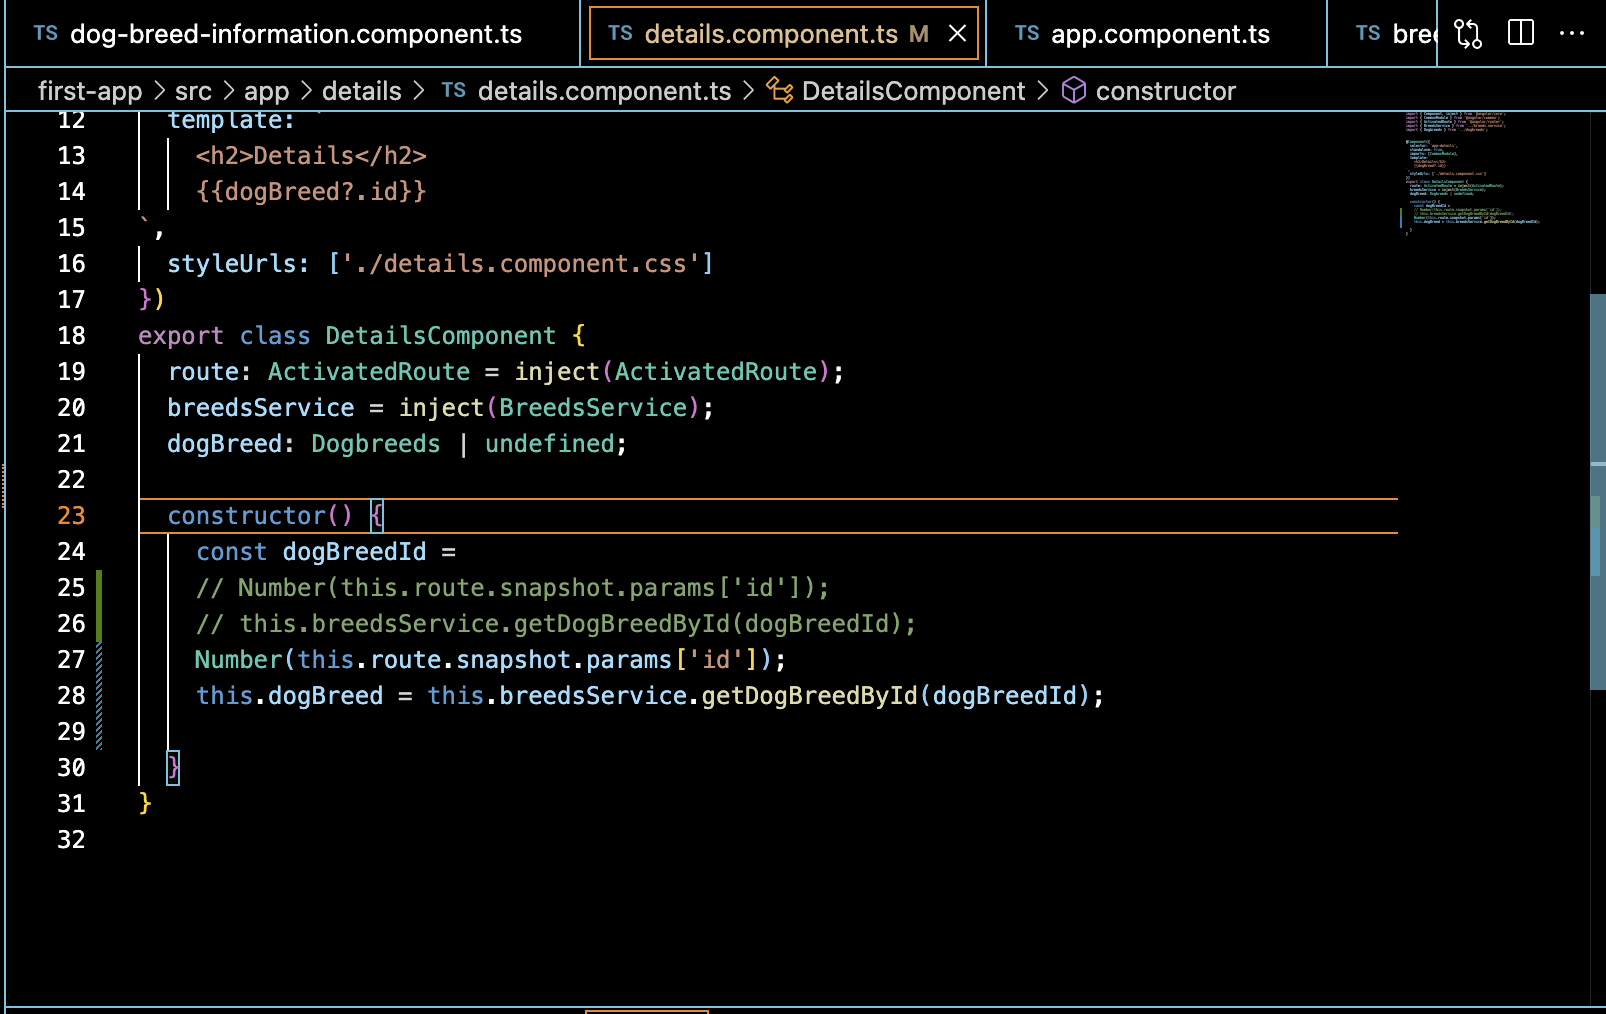 TS dog-breed-information.component.ts TS details.component.ts M TS app.component.ts TS bre
first-app > src > app > details > TS details.component.ts > DetailsComponent > constructor
12 template: `
13 <h2>Details</h2>
14 {{dogBreed?.id}}
15 `,
16 styleUrls: ['./details.component.css']
17 })
18 export class DetailsComponent {
19 route: ActivatedRoute = inject(ActivatedRoute);
20 breedsService = inject(BreedsService);
21 dogBreed: Dogbreeds | undefined;
22
23 constructor() {
24 const dogBreedId =
25 // Number(this.route.snapshot.params['id']);
26 // this.breedsService.getDogBreedById(dogBreedId);
27 Number(this.route.snapshot.params['id']);
28 this.dogBreed = this.breedsService.getDogBreedById(dogBreedId);
29
30 }
31 }
32